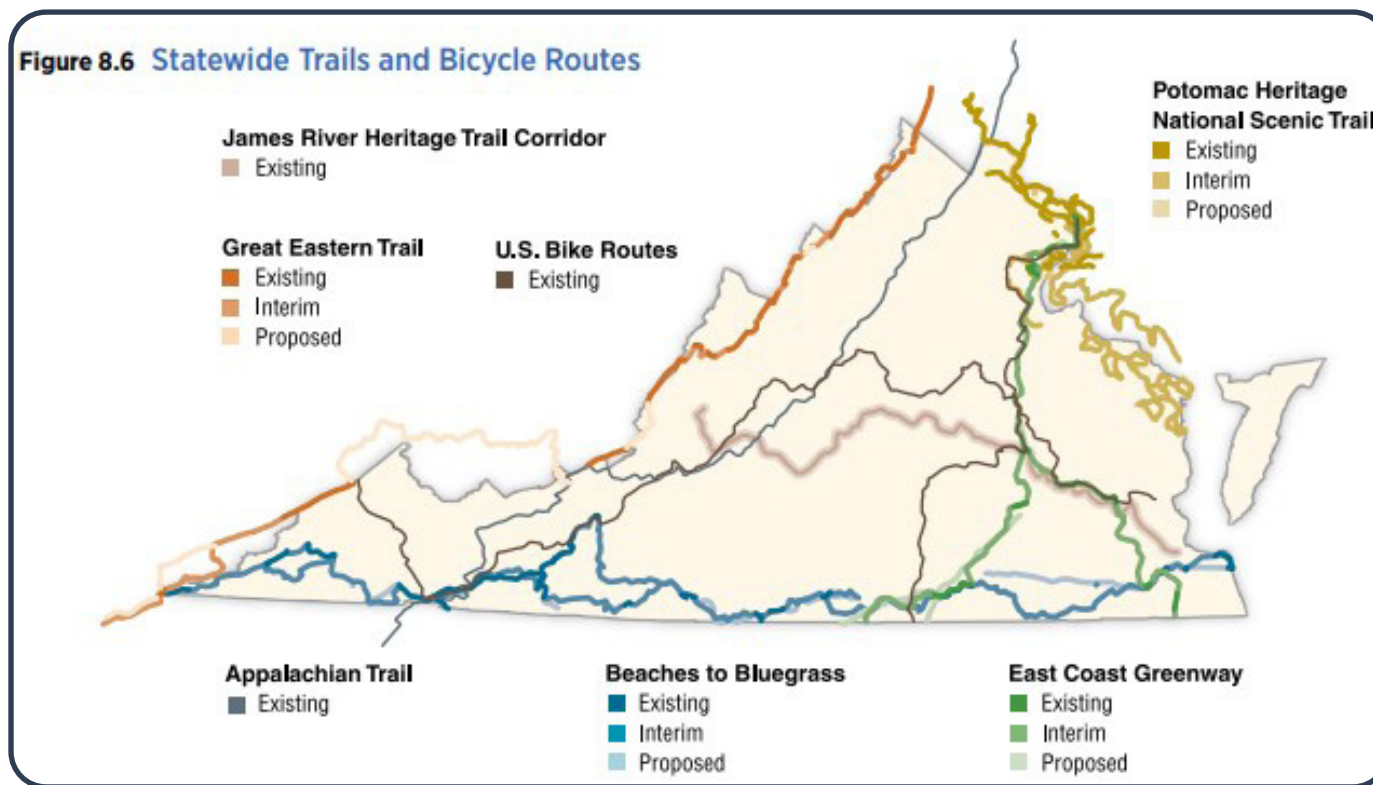 Figure 8.6 Statewide Trails and Bicycle Routes
James River Heritage Trail Corridor
Existing
Great Eastern Trail
Existing
Interim
Proposed
U.S. Bike Routes
Existing
Potomac Heritage
National Scenic Trail
Existing
Interim
Proposed
Appalachian Trail
Existing
Beaches to Bluegrass
Existing
Interim
Proposed
East Coast Greenway
Existing
Interim
Proposed